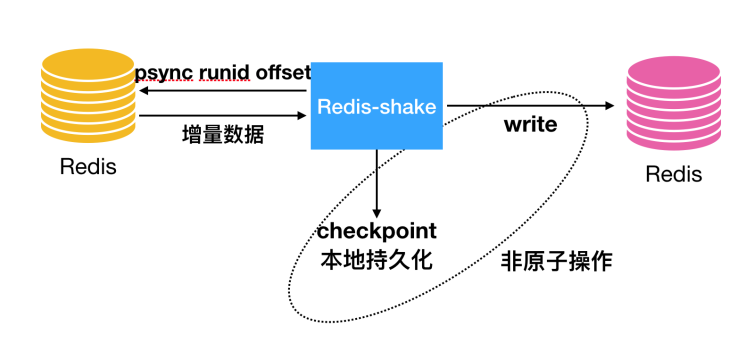 psync runid offset
Redis-shake
增量数据
write
Redis
Redis
checkpoint
本地持久化
非原子操作